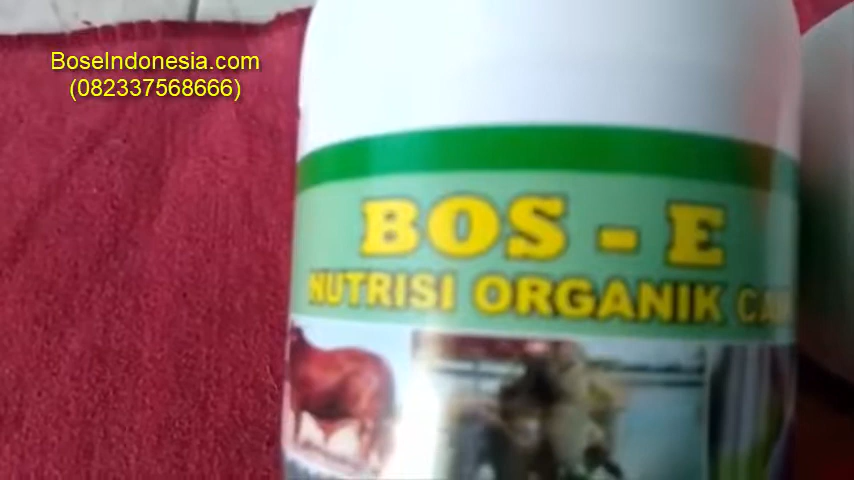 BoseIndonesia.com
(082337568666)
BOS - E
NUTRISI ORGANIK